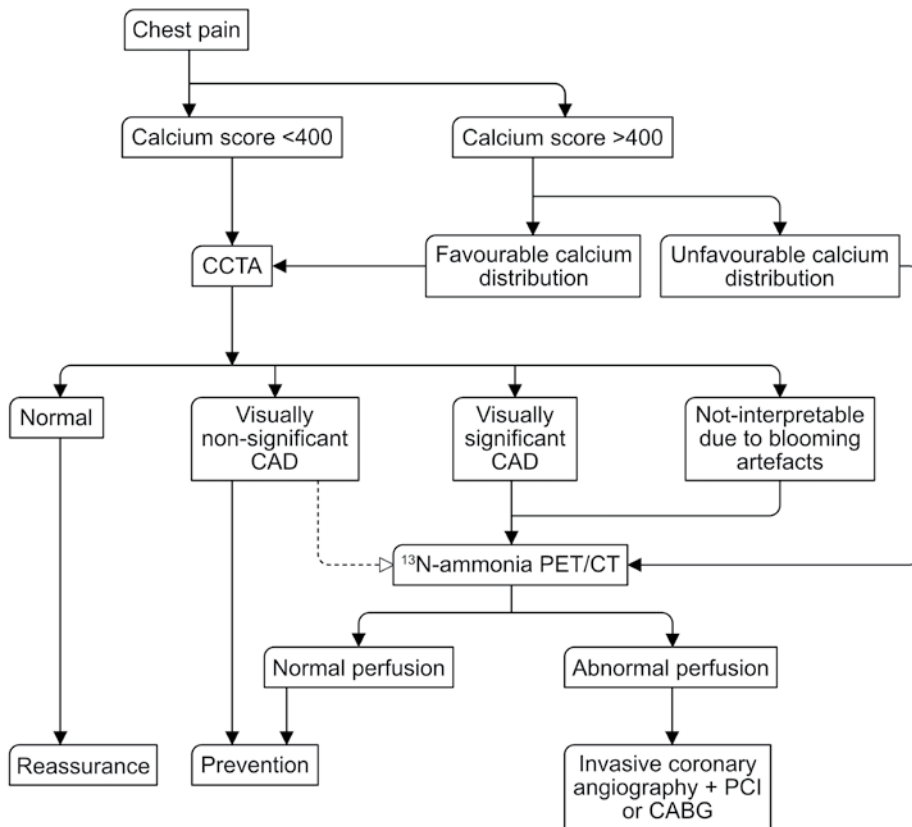 Chest pain
Calcium score <400
Calcium score >400
CCTA
Favourable calcium
distribution
Unfavourable calcium
distribution
Normal
Visually
non-significant
CAD
Visually
significant
CAD
Not-interpretable
due to blooming
artefacts
¹³N-ammonia PET/CT
Normal perfusion
Abnormal perfusion
Reassurance
Prevention
Invasive coronary
angiography + PCI
or CABG